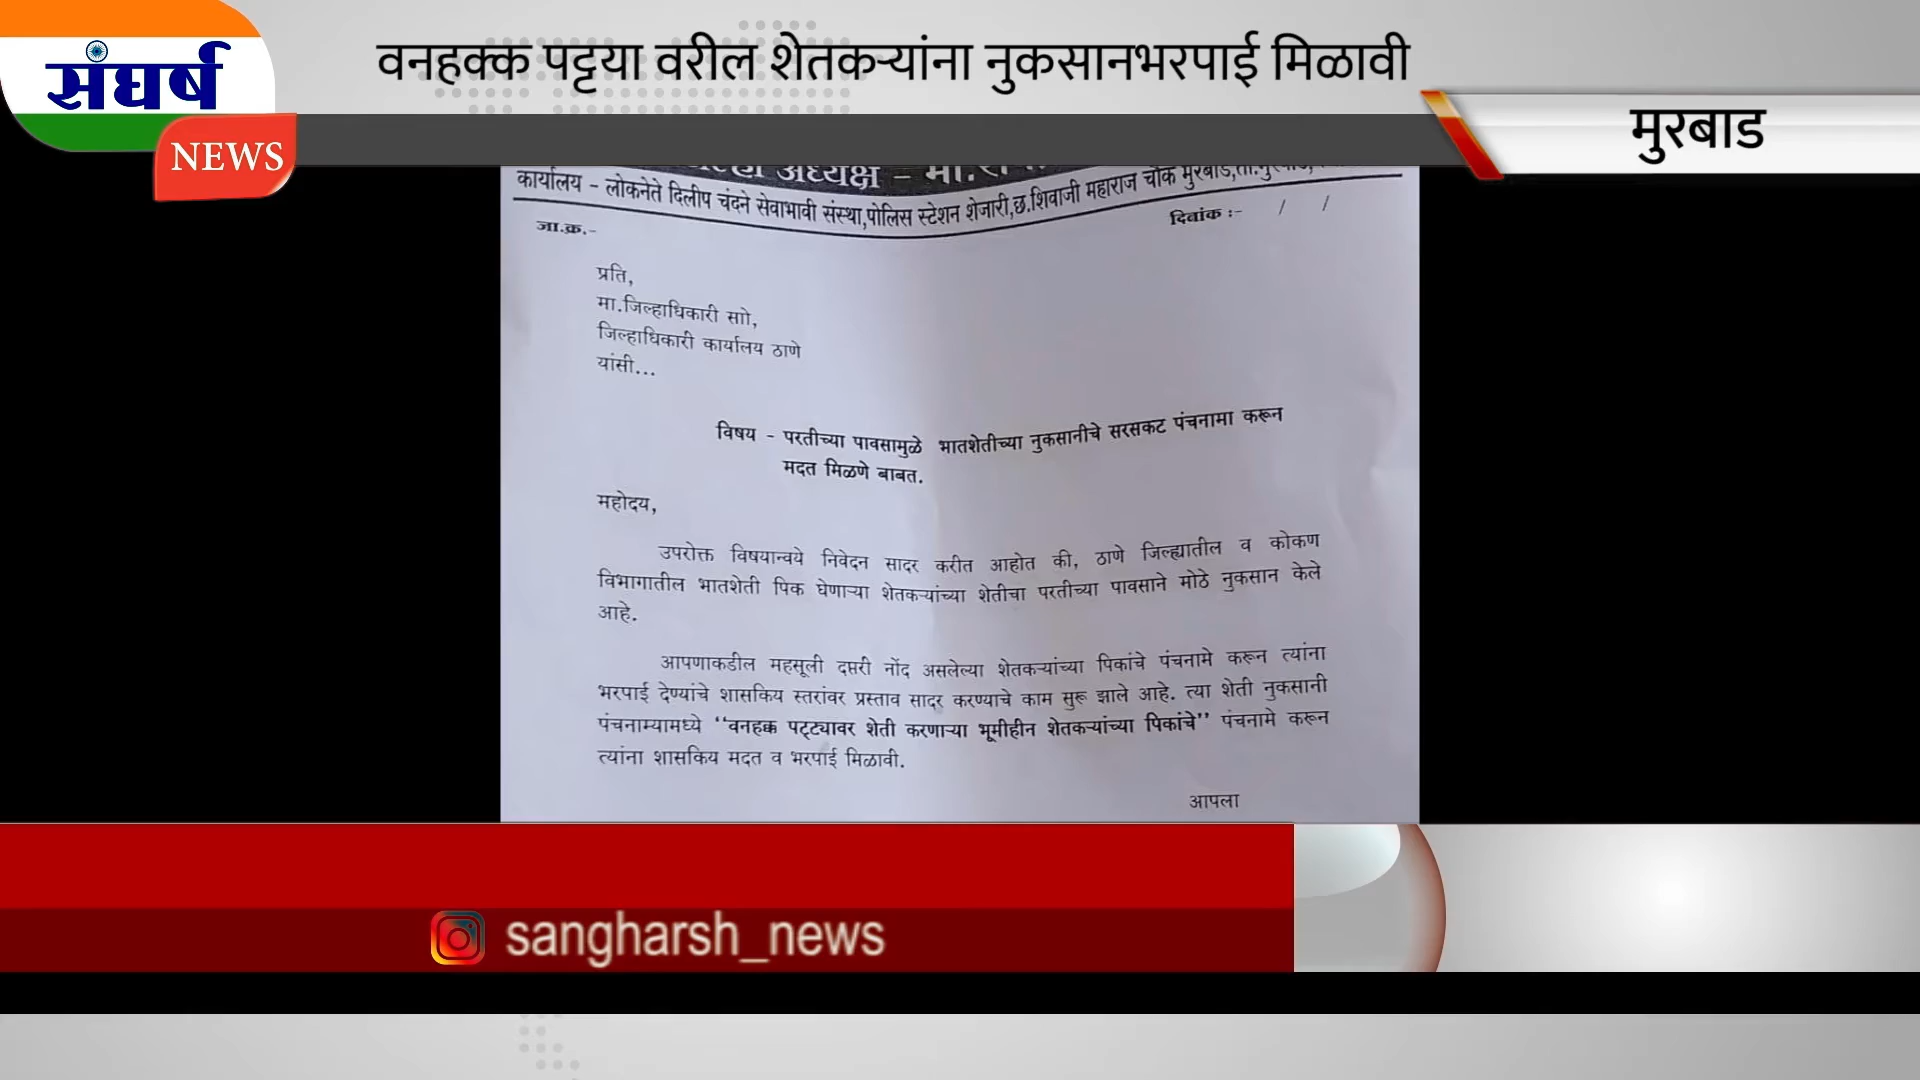 संघर्ष
NEWS
वनहक्क पट्टया वरील शेतकऱ्यांना नुकसानभरपाई मिळावी
मुरबाड
अध्यक्ष - मा.
कार्यालय - लोकनेते दिलीप चंदने सेवाभावी संस्था,पोलिस स्टेशन शेजारी,छ.शिवाजी महाराज चौक मुरबाड,ता.मुरबाड,
जा.क्र.-
दिनांक :- / /
प्रति,
मा.जिल्हाधिकारी साो,
जिल्हाधिकारी कार्यालय ठाणे
यांसी...
विषय - परतीच्या पावसामुळे भातशेतीच्या नुकसानीचे सरसकट पंचनामा करून
मदत मिळणे बाबत.
महोदय,
उपरोक्त विषयान्वये निवेदन सादर करीत आहोत की, ठाणे जिल्ह्यातील व कोकण
विभागातील भातशेती पिक घेणाऱ्या शेतकऱ्यांच्या शेतीचा परतीच्या पावसाने मोठे नुकसान केले
आहे.
आपणाकडील महसूली दप्तरी नोंद असलेल्या शेतकऱ्यांच्या पिकांचे पंचनामे करून त्यांना
भरपाई देण्यांचे शासकिय स्तरांवर प्रस्ताव सादर करण्याचे काम सुरू झाले आहे. त्या शेती नुकसानी
पंचनाम्यामध्ये ‘‘वनहक्क पट्ट्यावर शेती करणाऱ्या भूमीहीन शेतकऱ्यांच्या पिकांचे’’ पंचनामे करून
त्यांना शासकिय मदत व भरपाई मिळावी.
आपला
sangharsh_news